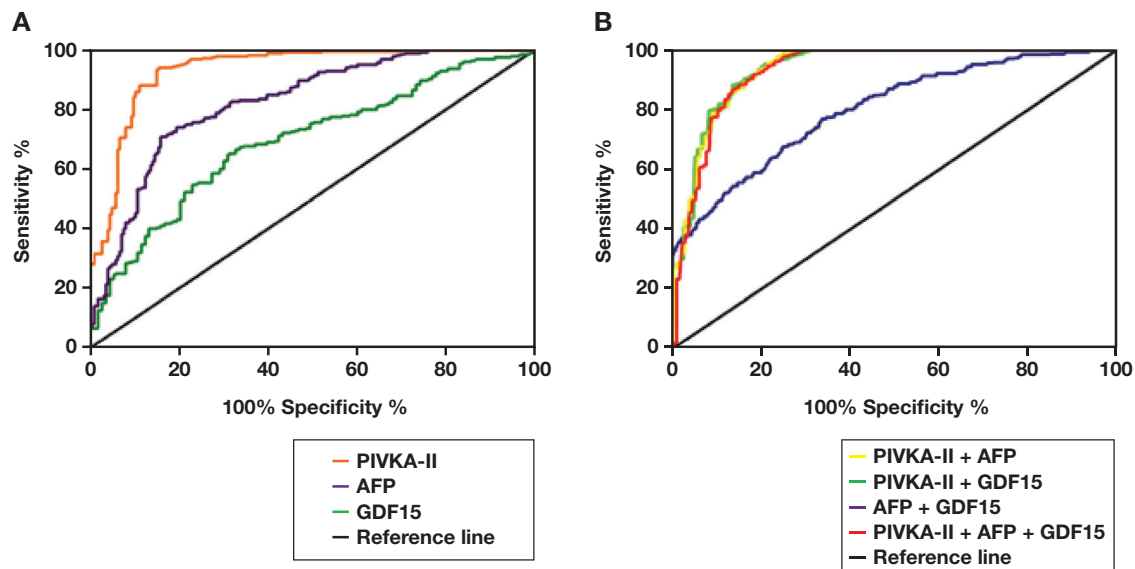 A
Sensitivity %
100
80
60
40
20
0
0 20 40 60 80 100
100% Specificity %
PIVKA-II
AFP
GDF15
Reference line
B
Sensitivity %
100
80
60
40
20
0
0 20 40 60 80 100
100% Specificity %
PIVKA-II + AFP
PIVKA-II + GDF15
AFP + GDF15
PIVKA-II + AFP + GDF15
Reference line